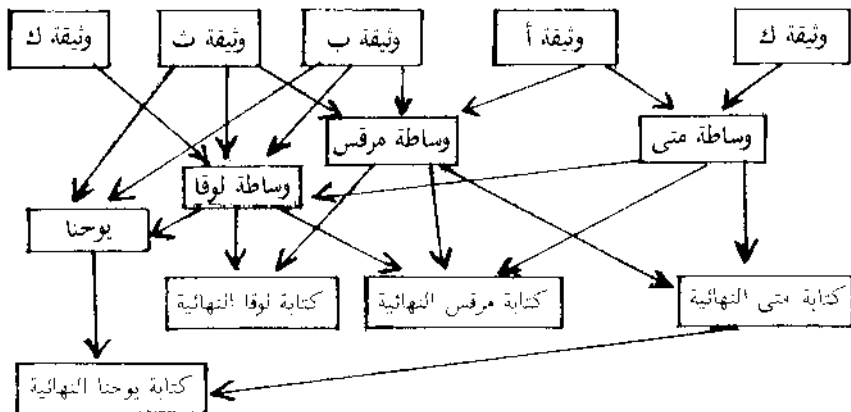 وثيقة ك
وثيقة أ
وثيقة ب
وثيقة ث
وثيقة ك
وساطة مرقس
وساطة متى
وساطة لوقا
يوحنا
كتابة متى النهائية
كتابة مرقس النهائية
كتابة لوقا النهائية
كتابة يوحنا النهائية